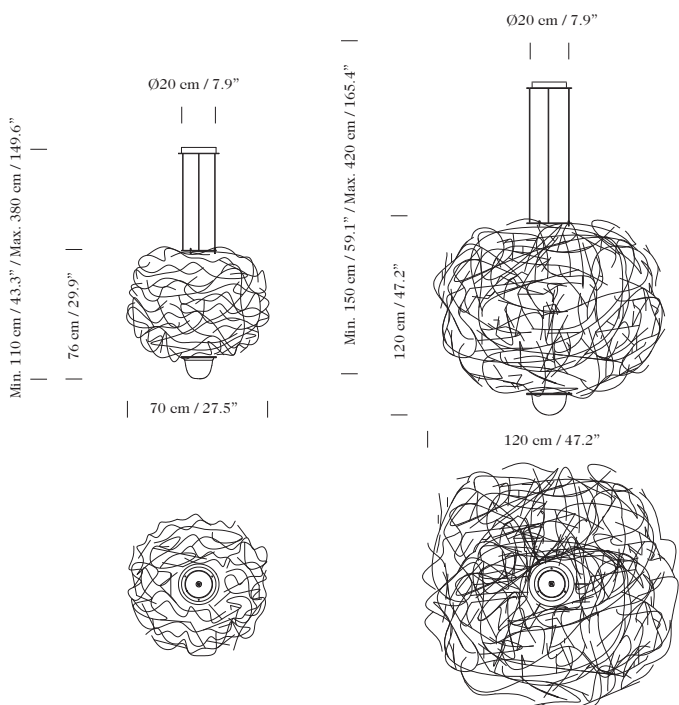 Ø20 cm / 7.9”
Ø20 cm / 7.9”
Min. 110 cm / 43.3” / Max. 380 cm / 149.6”
76 cm / 29,9”
Min. 150 cm / 59.1” / Max. 420 cm / 165.4”
120 cm / 47.2”
70 cm / 27.5”
120 cm / 47.2”